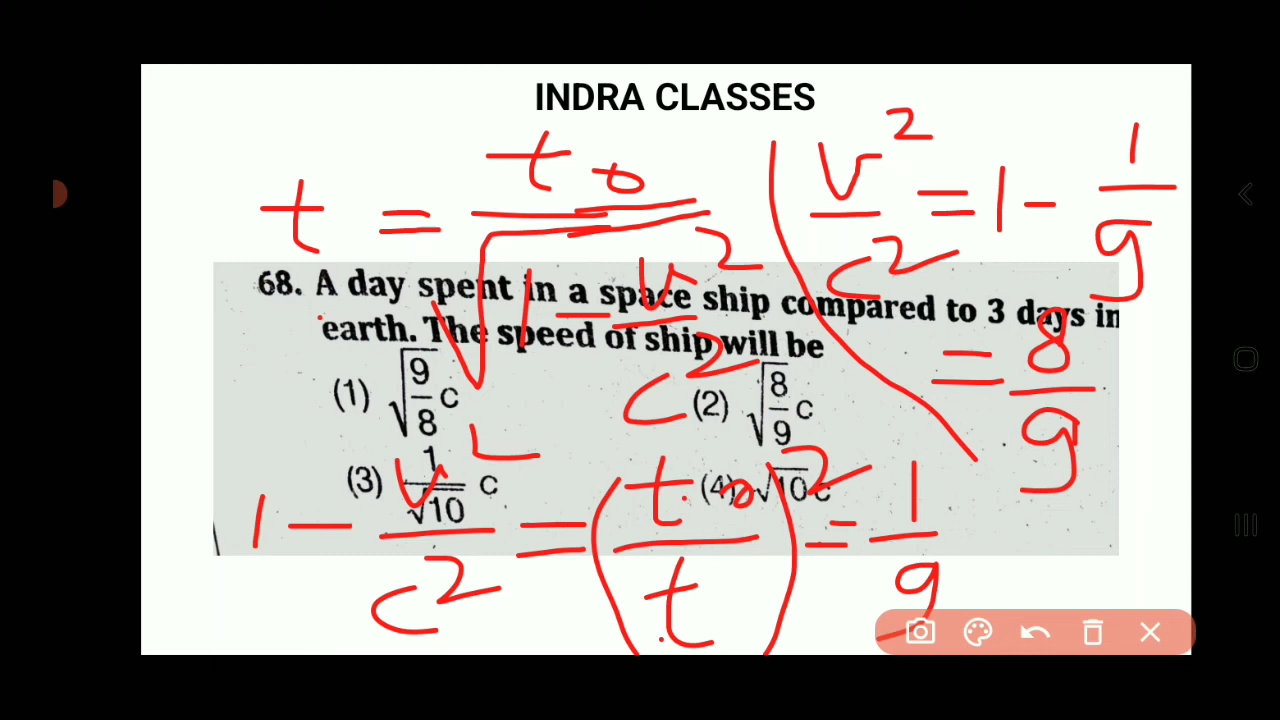 INDRA CLASSES
t = t₀ / √(1 - v² / c²)
v² / c² = 1 - 1 / 9
= 8 / 9
68. A day spent in a space ship compared to 3 days in
earth. The speed of ship will be
(1) √(9/8) c (2) √(8/9) c
(3) 1/√10 c (4) √10 c
1 - v² / c² = (t₀ / t)² = 1 / 9